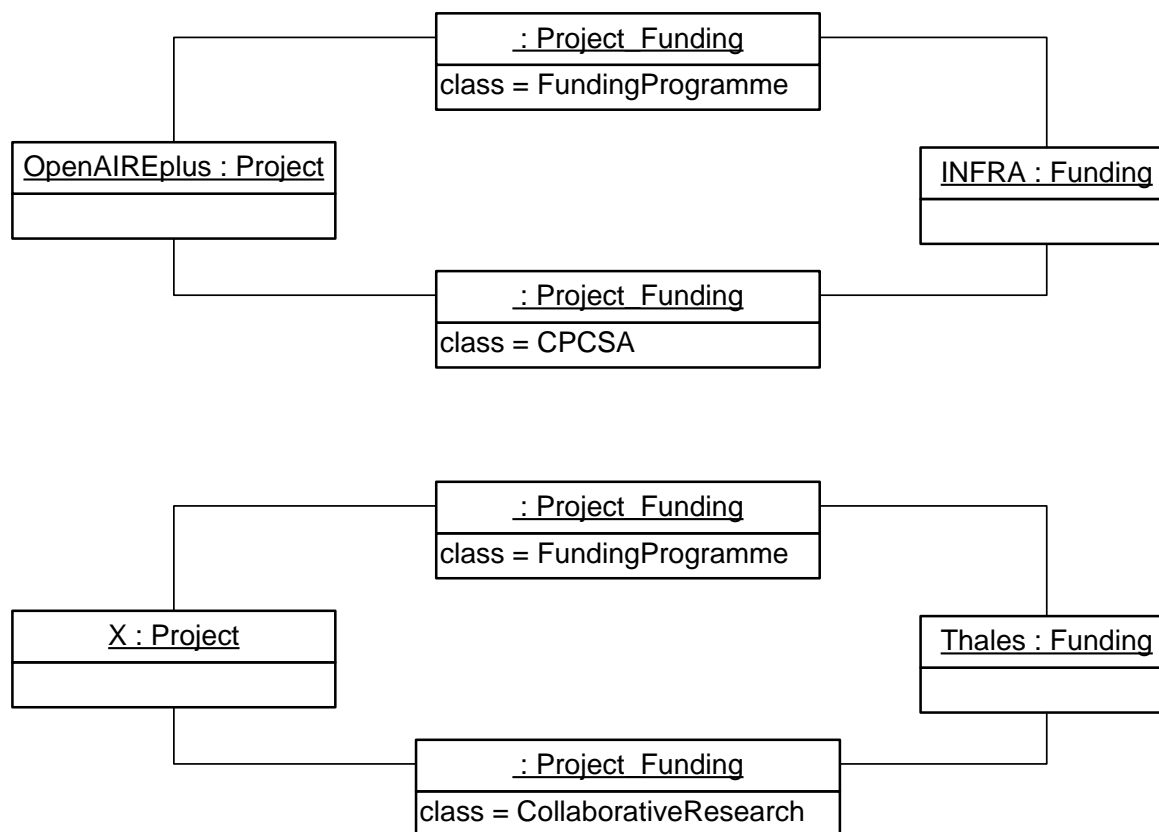 : Project_Funding
class = FundingProgramme
OpenAIREplus : Project
INFRA : Funding
: Project_Funding
class = CPCSA
: Project_Funding
class = FundingProgramme
X : Project
Thales : Funding
: Project_Funding
class = CollaborativeResearch